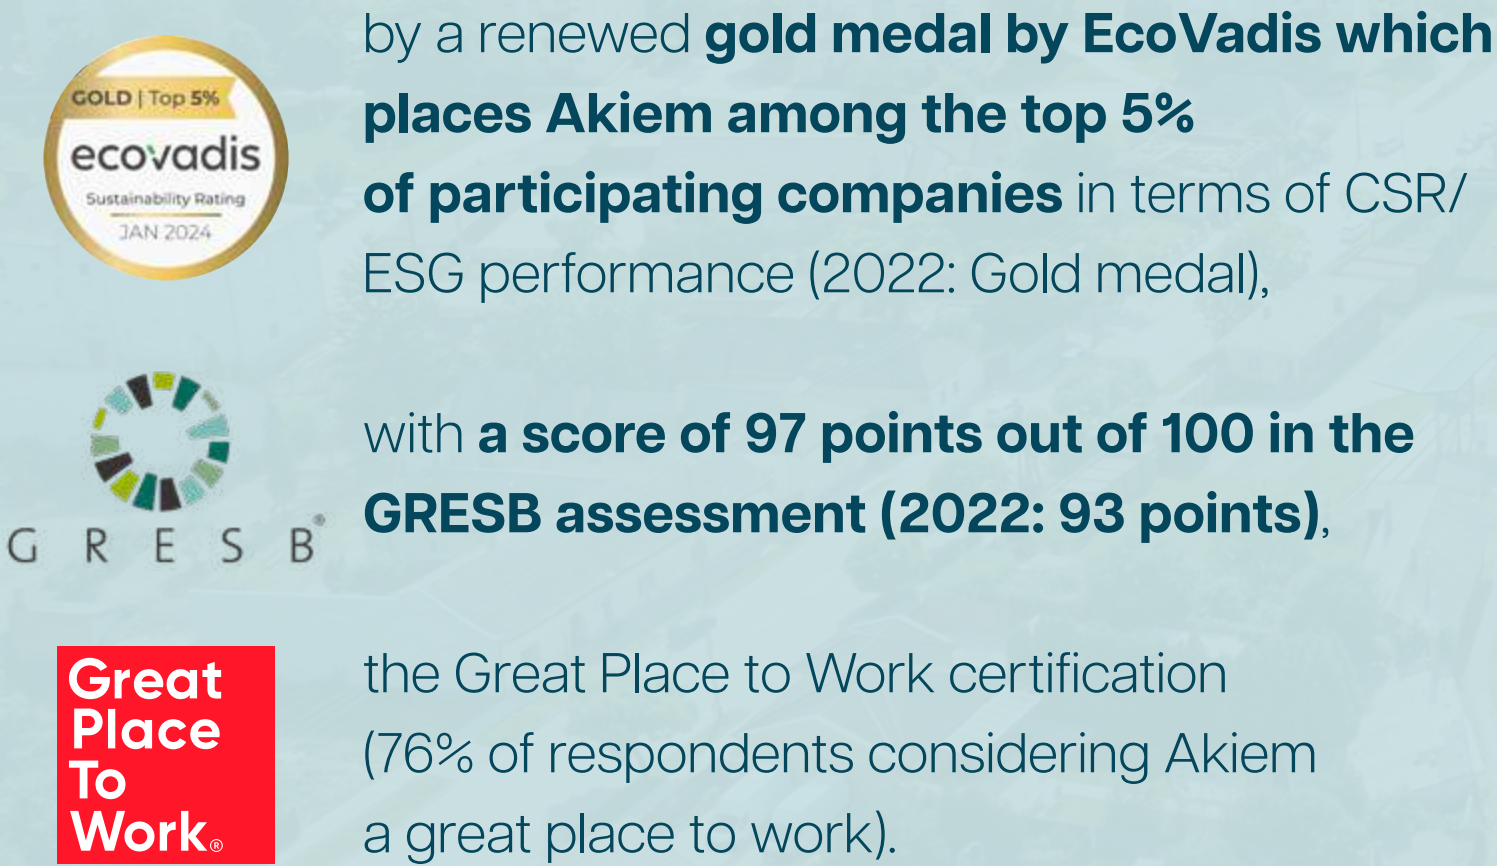 by a renewed gold medal by EcoVadis which
places Akiem among the top 5%
of participating companies in terms of CSR/
ESG performance (2022: Gold medal),
GOLD | Top 5%
ecovadis
Sustainability Rating
JAN 2024
with a score of 97 points out of 100 in the
GRESB assessment (2022: 93 points),
GRESB®
the Great Place to Work certification
(76% of respondents considering Akiem
a great place to work).
Great
Place
To
Work®